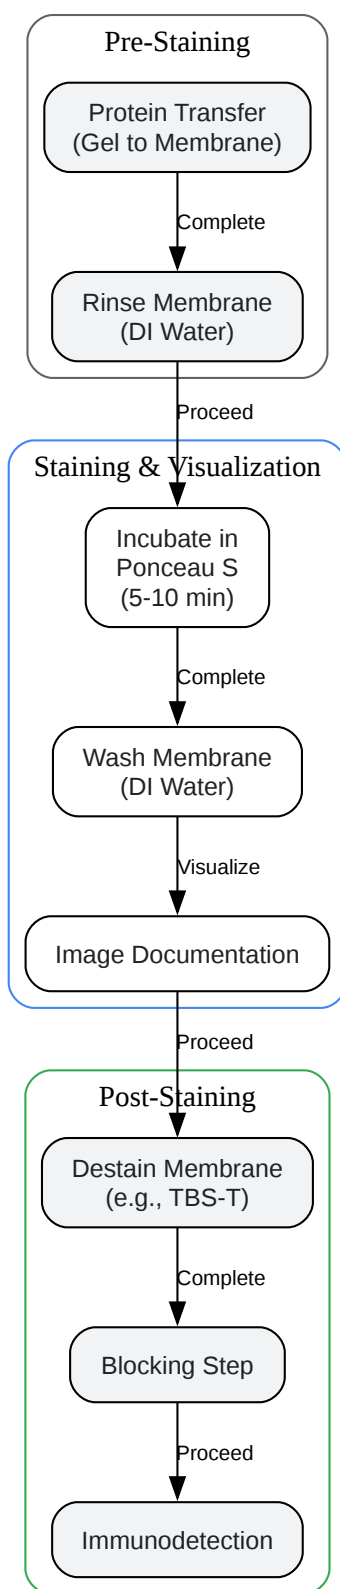 Pre-Staining
Protein Transfer
(Gel to Membrane)
Complete
Rinse Membrane
(DI Water)
Proceed
Staining & Visualization
Incubate in
Ponceau S
(5-10 min)
Complete
Wash Membrane
(DI Water)
Visualize
Image Documentation
Proceed
Post-Staining
Destain Membrane
(e.g., TBS-T)
Complete
Blocking Step
Proceed
Immunodetection